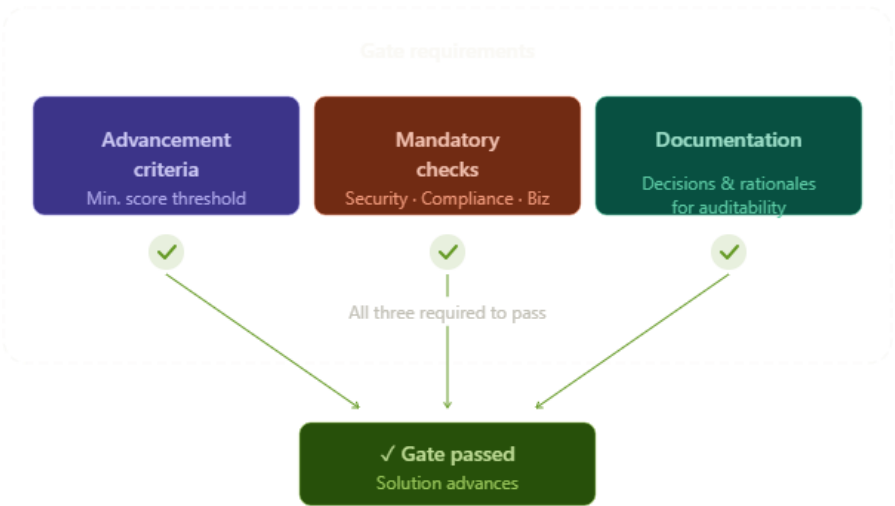 Gate requirements
Advancement
criteria
Min. score threshold
Mandatory
checks
Security · Compliance · Biz
Documentation
Decisions & rationales
for auditability
All three required to pass
✓ Gate passed
Solution advances